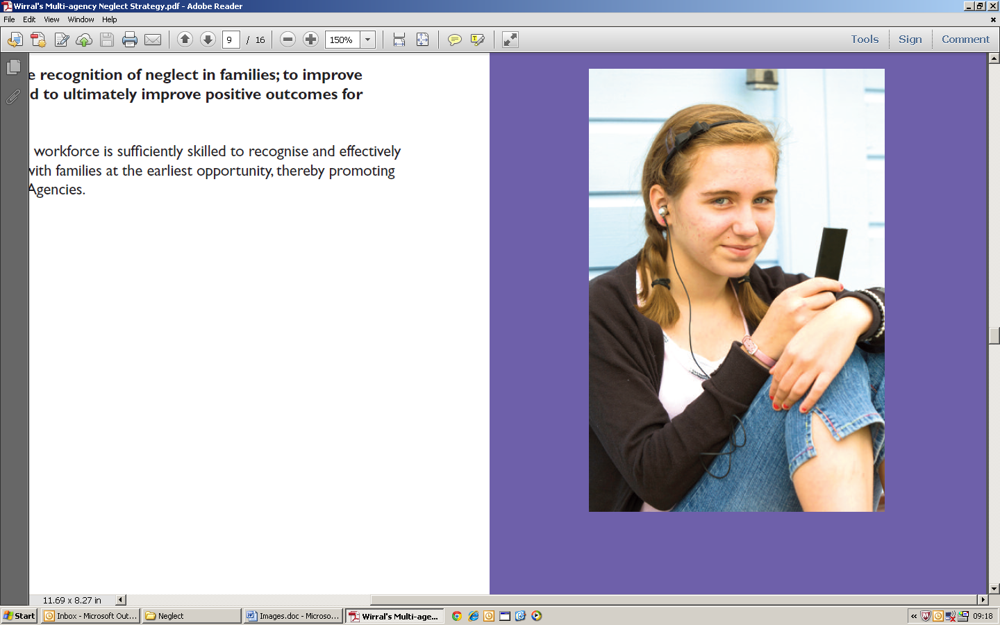 Wirral's Multi-agency Neglect Strategy.pdf - Adobe Reader
File Edit View Window Help
9 / 16 150% Tools Sign Comment
e recognition of neglect in families; to improve
d to ultimately improve positive outcomes for
workforce is sufficiently skilled to recognise and effectively
with families at the earliest opportunity, thereby promoting
Agencies.
11.69 x 8.27 in
Start Inbox - Microsoft Out... Neglect Images.doc - Microso... Wirral's Multi-age... 09:18